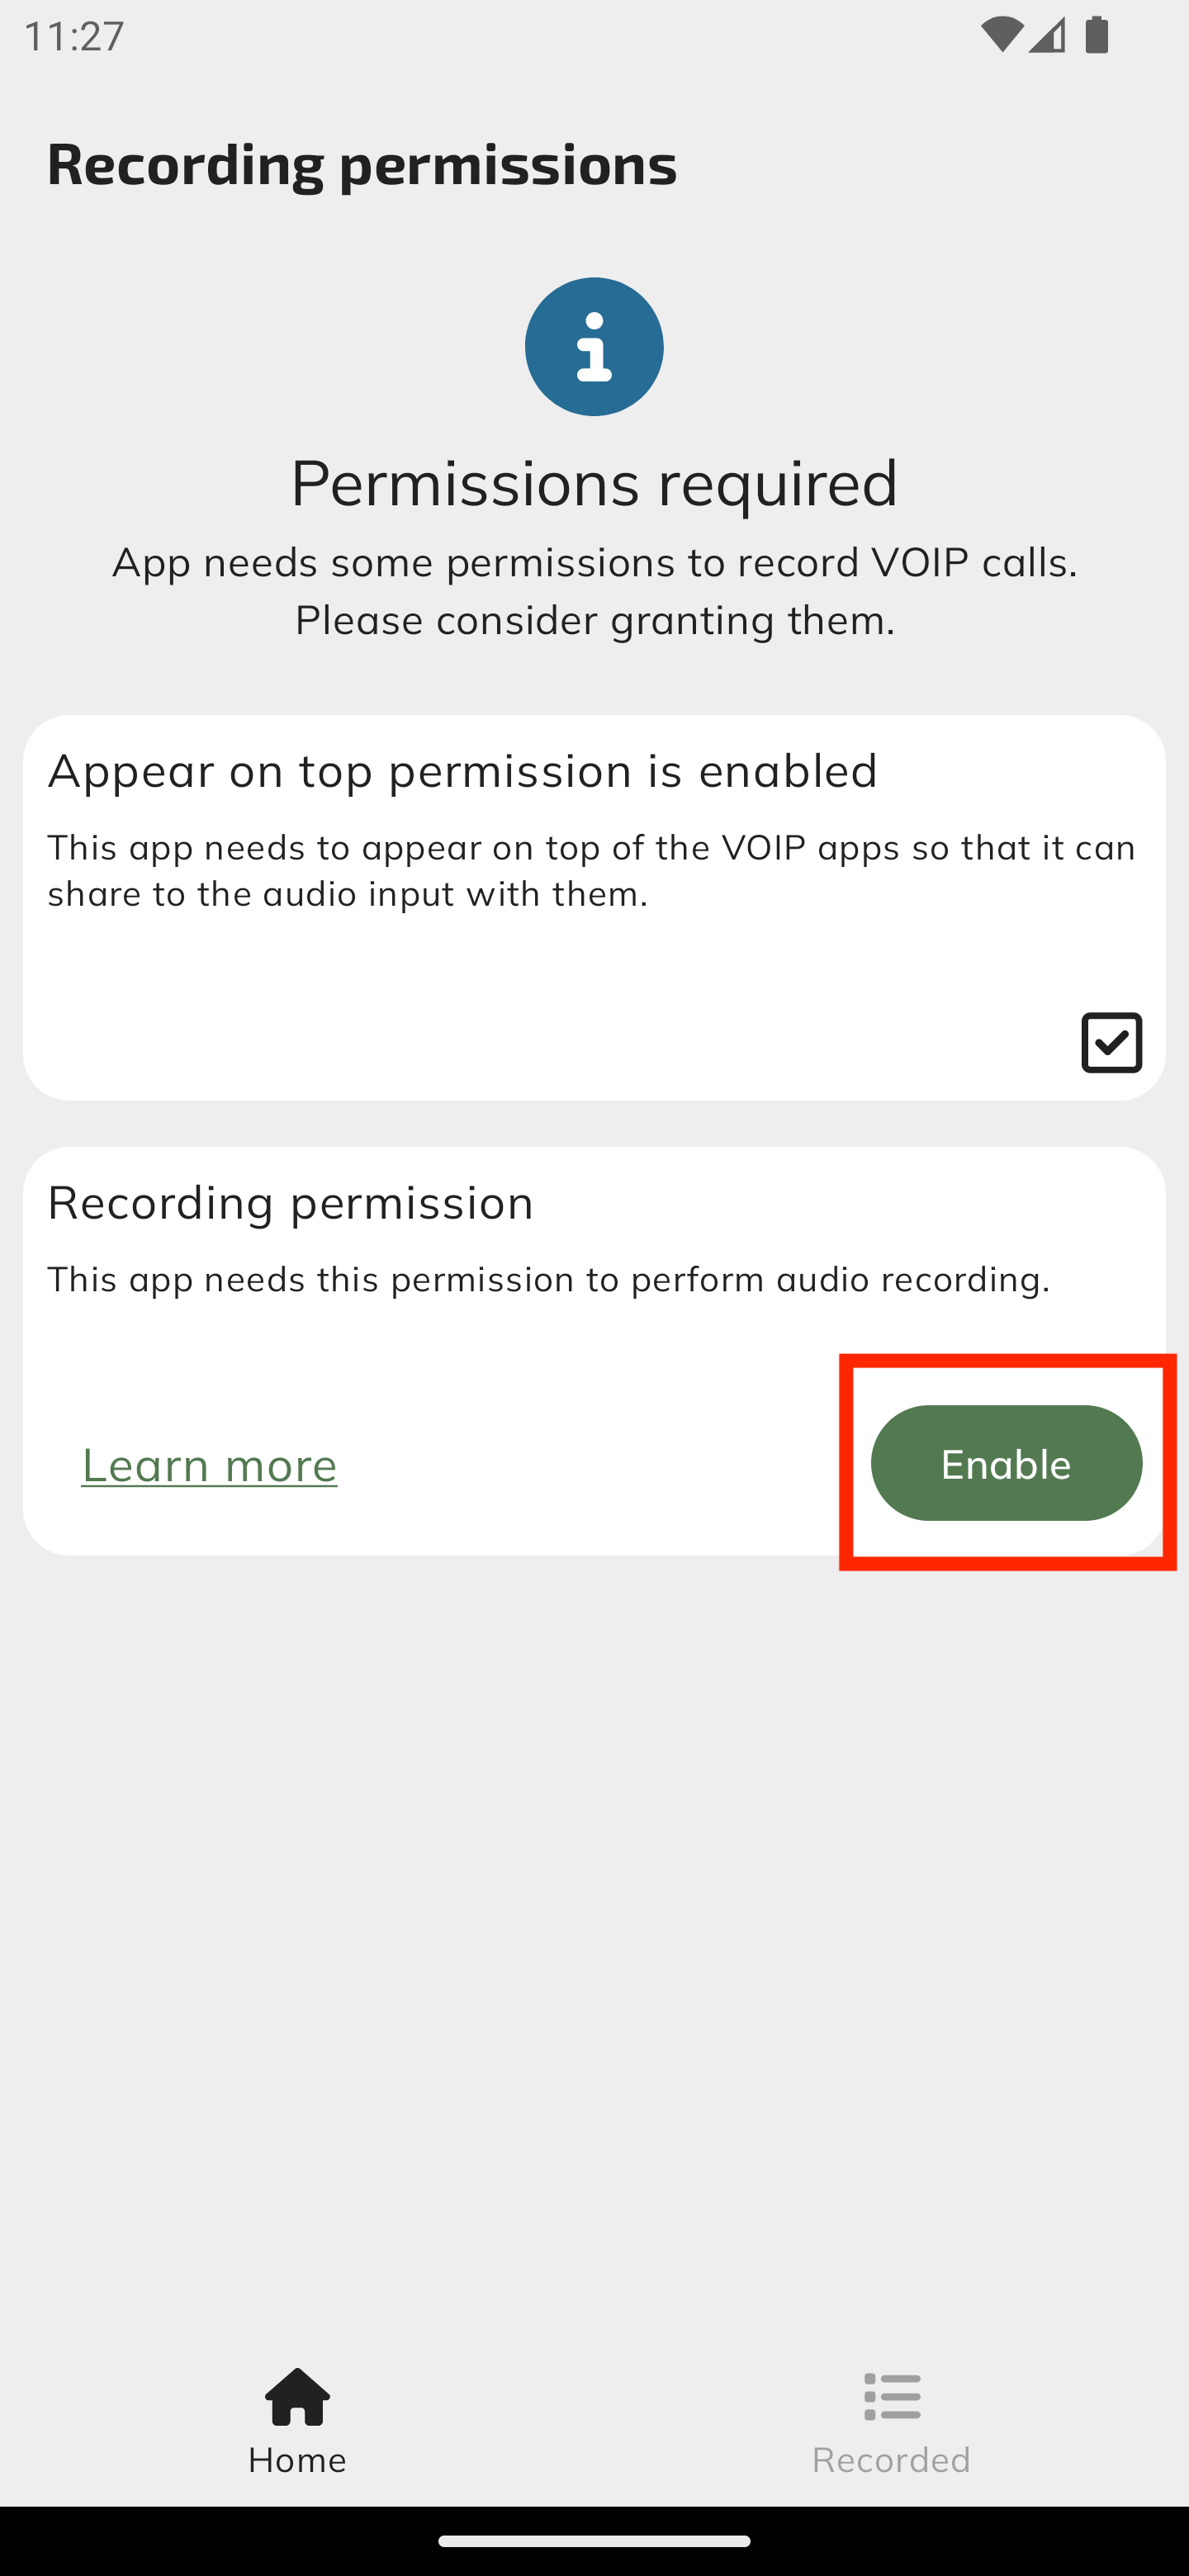 11:27
Recording permissions
Permissions required
App needs some permissions to record VOIP calls.
Please consider granting them.
Appear on top permission is enabled
This app needs to appear on top of the VOIP apps so that it can
share to the audio input with them.
Recording permission
This app needs this permission to perform audio recording.
Learn more
Enable
Home
Recorded